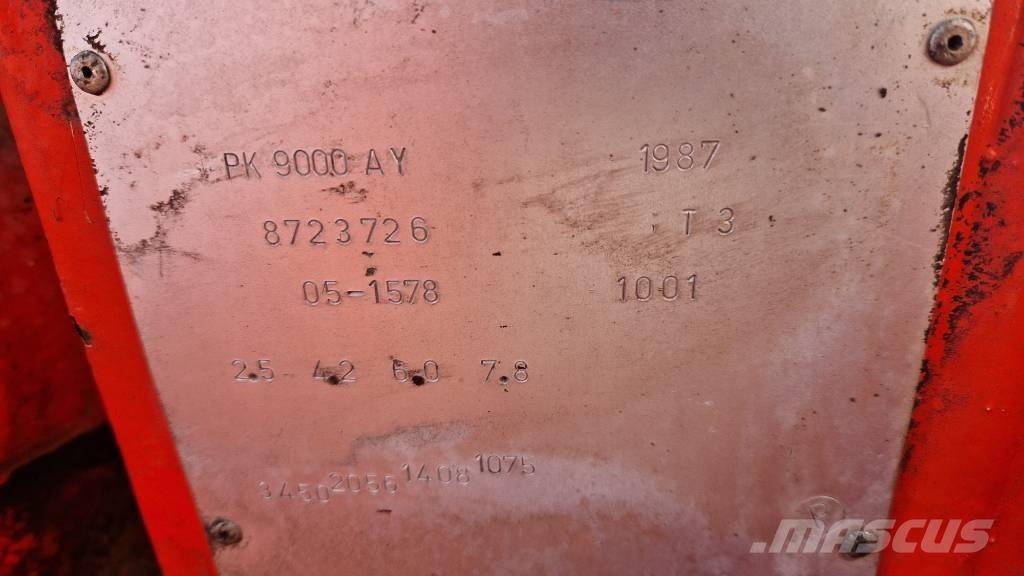 PK 9000 AY 1987
8723726 T 3
05-1578 1001
2.5 4.2 6.0 7.8
3450 2056 1408 1075
MASCUS